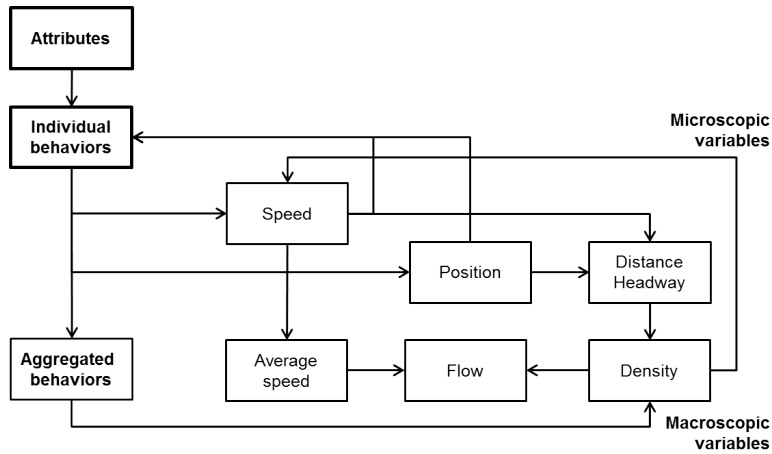 Attributes
Individual
behaviors
Microscopic
variables
Speed
Position
Distance
Headway
Aggregated
behaviors
Average
speed
Flow
Density
Macroscopic
variables